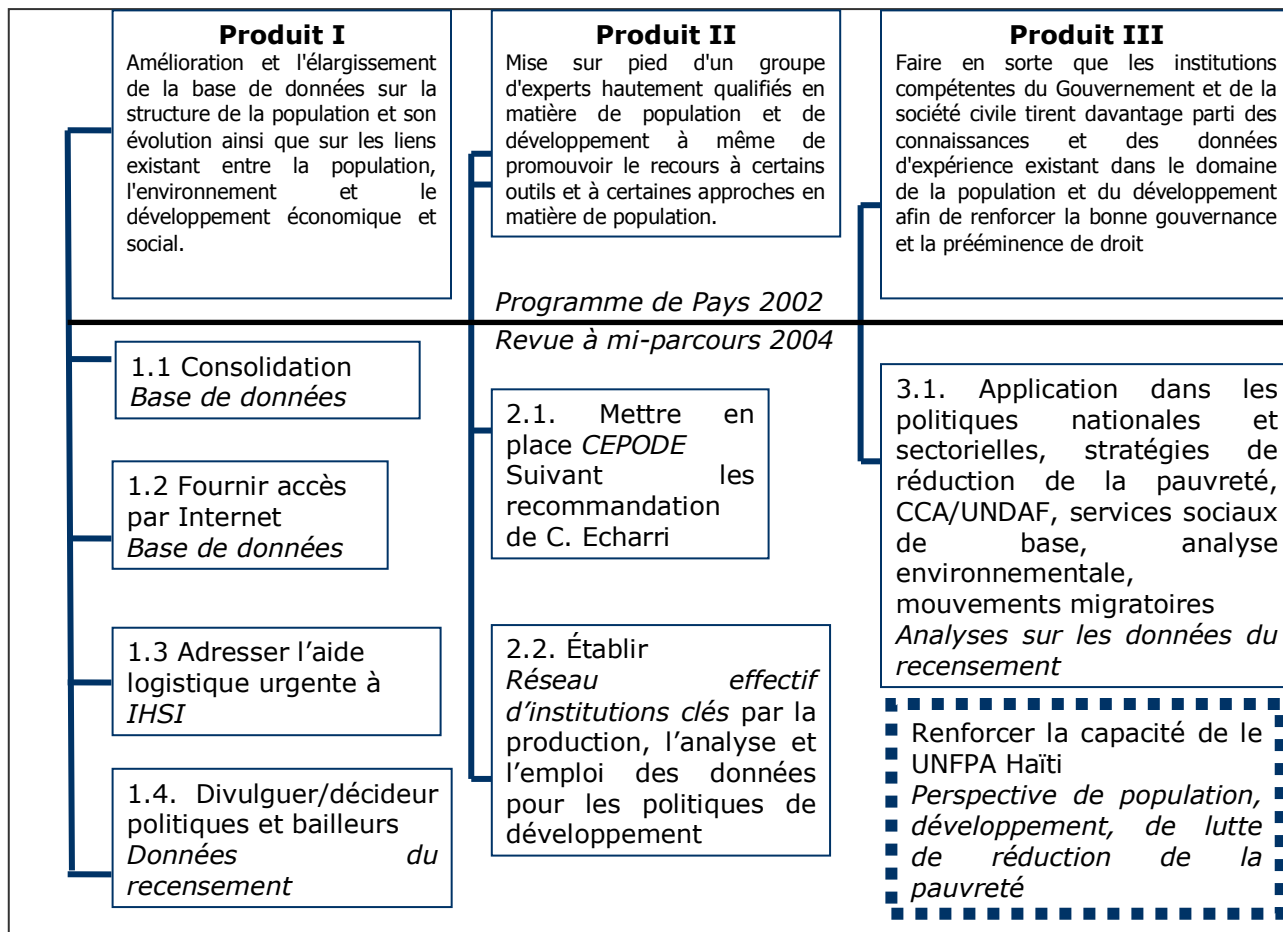 Produit I
Amélioration et l'élargissement
de la base de données sur la
structure de la population et son
évolution ainsi que sur les liens
existant entre la population,
l'environnement et le
développement économique et
social.
Produit II
Mise sur pied d'un groupe
d'experts hautement qualifiés en
matière de population et de
développement à même de
promouvoir le recours à certains
outils et à certaines approches en
matière de population.
Produit III
Faire en sorte que les institutions
compétentes du Gouvernement et de la
société civile tirent davantage parti des
connaissances et des données
d'expérience existant dans le domaine
de la population et du développement
afin de renforcer la bonne gouvernance
et la prééminence de droit
Programme de Pays 2002
Revue à mi-parcours 2004
1.1 Consolidation
Base de données
1.2 Fournir accès
par Internet
Base de données
1.3 Adresser l’aide
logistique urgente à
IHSI
1.4. Divulguer/décideur
politiques et bailleurs
Données du
recensement
2.1. Mettre en
place CEPODE
Suivant les
recommandation
de C. Echarri
2.2. Établir
Réseau effectif
d’institutions clés par la
production, l’analyse et
l’emploi des données
pour les politiques de
développement
3.1. Application dans les
politiques nationales et
sectorielles, stratégies de
réduction de la pauvreté,
CCA/UNDAF, services sociaux
de base, analyse
environnementale,
mouvements migratoires
Analyses sur les données du
recensement
Renforcer la capacité de le
UNFPA Haïti
Perspective de population,
développement, de lutte
de réduction de la
pauvreté